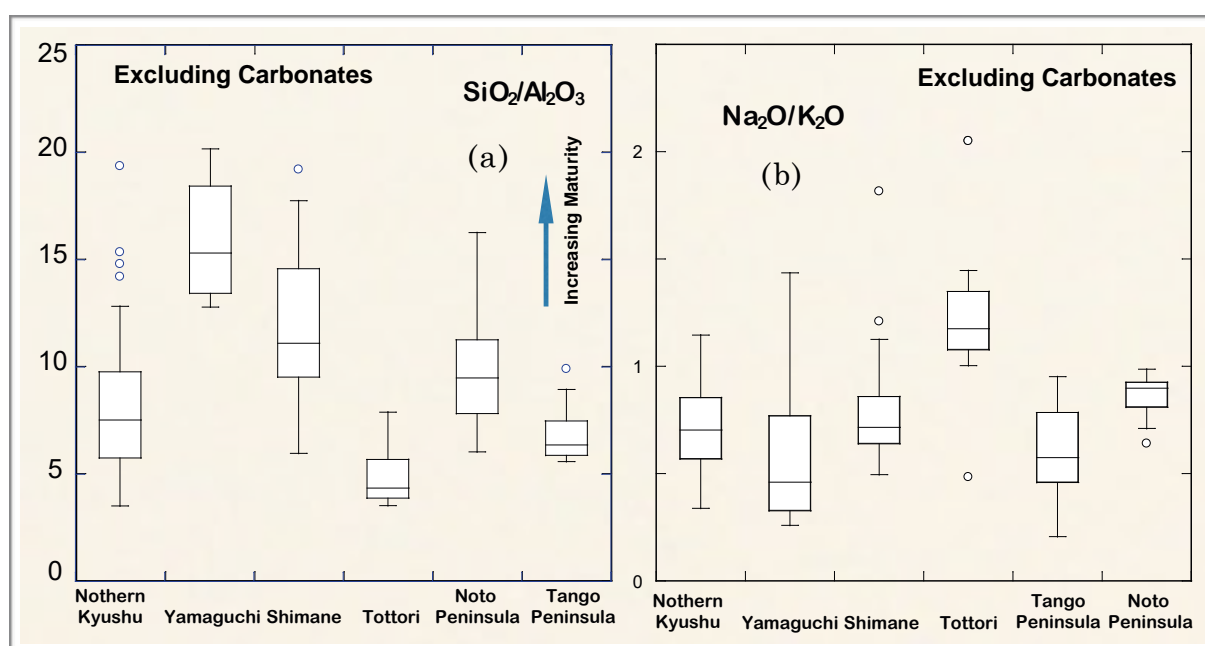 25
20
15
10
5
0
Excluding Carbonates
SiO₂/Al₂O₃
(a)
Increasing Maturity
Nothern
Kyushu
Yamaguchi
Shimane
Tottori
Noto
Peninsula
Tango
Peninsula
2
1
0
Excluding Carbonates
Na₂O/K₂O
(b)
Nothern
Kyushu
Yamaguchi
Shimane
Tottori
Tango
Peninsula
Noto
Peninsula